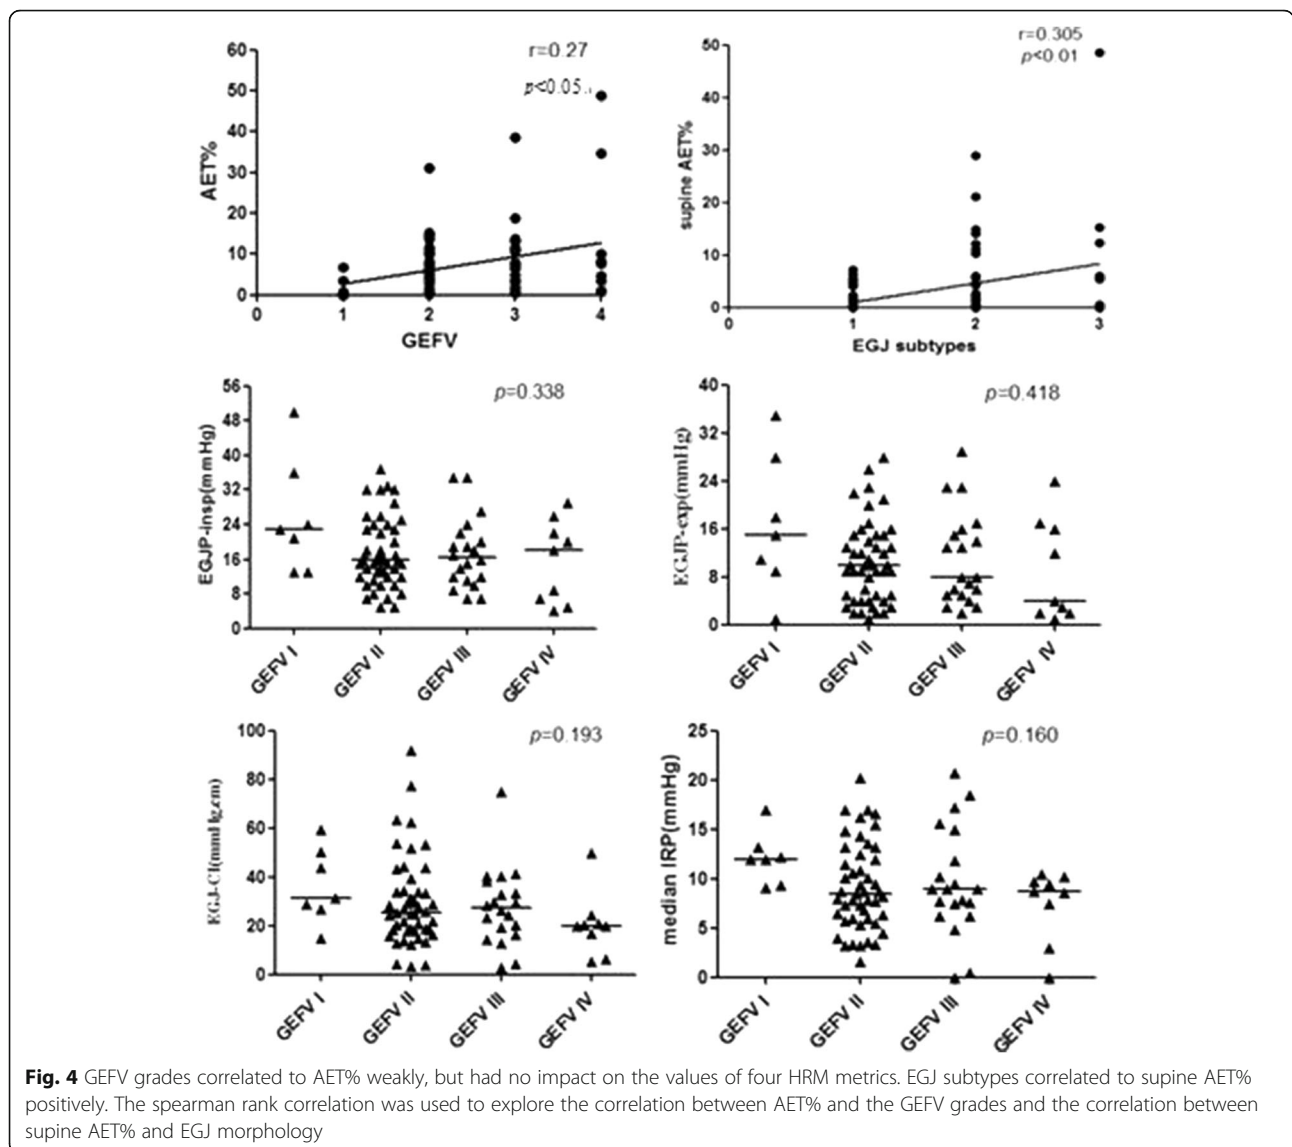 60
50
40
30
20
10
0
AET%
r=0.27
p<0.05
0 1 2 3 4
GEFV
50
40
30
20
10
0
supine AET%
r=0.305
p<0.01
0 1 2 3
EGJ subtypes
56
48
40
32
24
16
8
0
EGJP-insp(mmHg)
p=0.338
GEFV I GEFV II GEFV III GEFV IV
40
32
24
16
8
0
EGJP-exp(mmHg)
p=0.418
GEFV I GEFV II GEFV III GEFV IV
100
80
60
40
20
0
EGJ-CI(mmHg.cm)
p=0.193
GEFV I GEFV II GEFV III GEFV IV
25
20
15
10
5
0
median IRP(mmHg)
p=0.160
GEFV I GEFV II GEFV III GEFV IV
Fig. 4 GEFV grades correlated to AET% weakly, but had no impact on the values of four HRM metrics. EGJ subtypes correlated to supine AET%
positively. The spearman rank correlation was used to explore the correlation between AET% and the GEFV grades and the correlation between
supine AET% and EGJ morphology